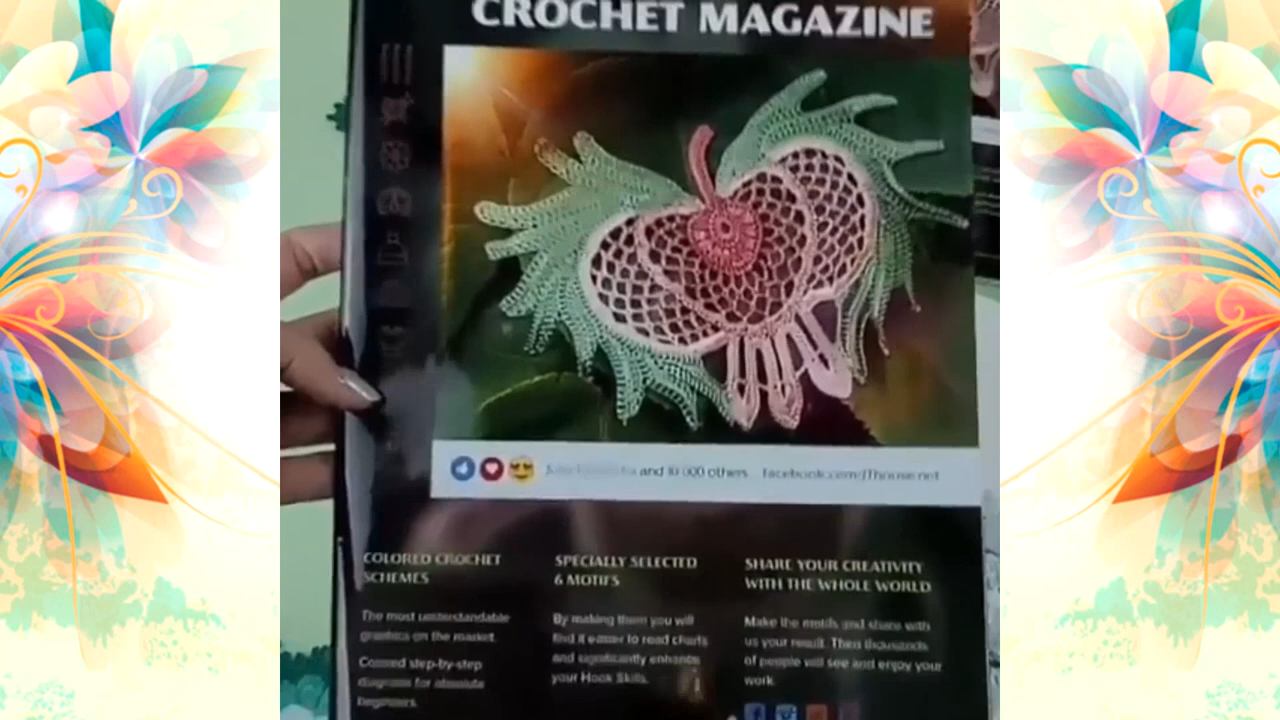 CROCHET MAGAZINE
and 10 000 others facebook.com/JThouse.net
COLORED CROCHET
SCHEMES
The most understandable
graphics on the market.
step-by-step
diagrams for absolute
beginners.
SPECIALLY SELECTED
6 MOTIFS
By making them you will
find it easier to read charts
and significantly enhance
your Hook Skills.
SHARE YOUR CREATIVITY
WITH THE WHOLE WORLD
Make the motifs and share with
us your result. Then thousands
of people will see and enjoy your
work.